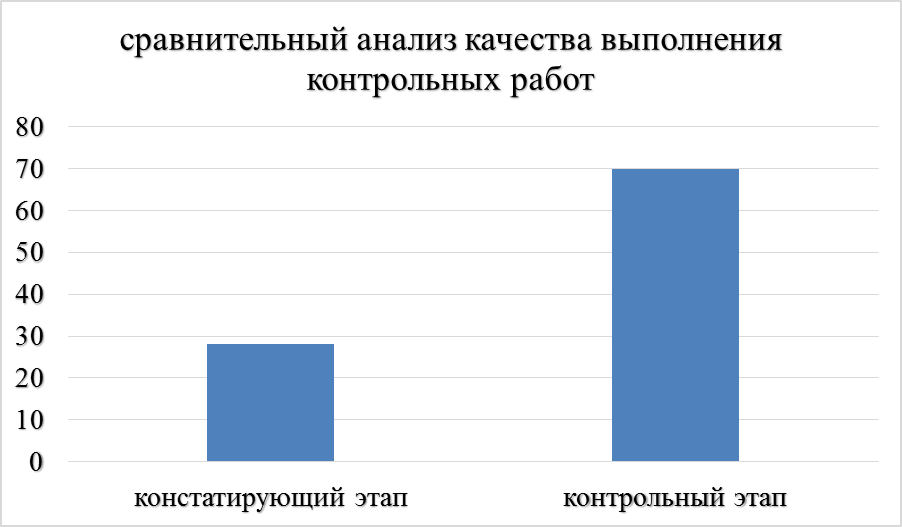 сравнительный анализ качества выполнения
контрольных работ
80
70
60
50
40
30
20
10
0
констатирующий этап
контрольный этап